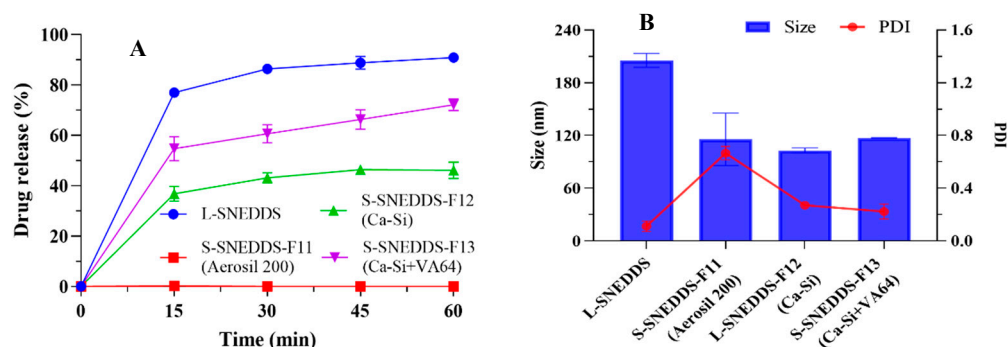 A
Drug release (%)
100
80
60
40
20
0
L-SNEDDS
S-SNEDDS-F11
(Aerosil 200)
S-SNEDDS-F12
(Ca-Si)
S-SNEDDS-F13
(Ca-Si+VA64)
0 15 30 45 60
Time (min)
B
Size PDI
Size (nm)
240
180
120
60
0
1.6
1.2
0.8
0.4
0.0
PDI
L-SNEDDS
S-SNEDDS-F11
(Aerosil 200)
L-SNEDDS-F12
(Ca-Si)
S-SNEDDS-F13
(Ca-Si+VA64)